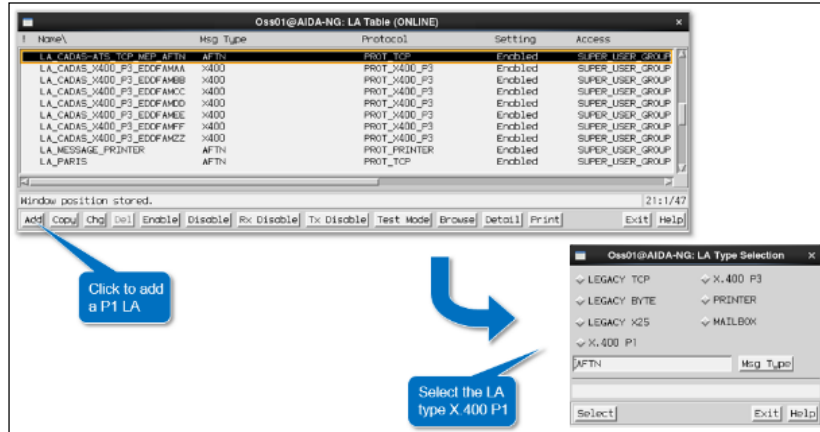 Oss01@AIDA-NG: LA Table (ONLINE)
! Name\ Msg Type Protocol Setting Access
LA_CADAS-ATS_TCP_MEP_AFTN AFTN PROT_TCP Enabled SUPER_USER_GROUP
LA_CADAS_X400_P3_EDDFAMAA X400 PROT_X400_P3 Enabled SUPER_USER_GROUP
LA_CADAS_X400_P3_EDDFAMBB X400 PROT_X400_P3 Enabled SUPER_USER_GROUP
LA_CADAS_X400_P3_EDDFAMCC X400 PROT_X400_P3 Enabled SUPER_USER_GROUP
LA_CADAS_X400_P3_EDDFAMDD X400 PROT_X400_P3 Enabled SUPER_USER_GROUP
LA_CADAS_X400_P3_EDDFAMEE X400 PROT_X400_P3 Enabled SUPER_USER_GROUP
LA_CADAS_X400_P3_EDDFAMFF X400 PROT_X400_P3 Enabled SUPER_USER_GROUP
LA_CADAS_X400_P3_EDDFAMZZ X400 PROT_X400_P3 Enabled SUPER_USER_GROUP
LA_MESSAGE_PRINTER AFTN PROT_PRINTER Enabled SUPER_USER_GROUP
LA_PARIS AFTN PROT_TCP Enabled SUPER_USER_GROUP
Window position stored. 21:1/47
Add Copy Chg Del Enable Disable Rx Disable Tx Disable Test Mode Browse Detail Print Exit Help
Click to add
a P1 LA
Oss01@AIDA-NG: LA Type Selection
LEGACY TCP X.400 P3
LEGACY BYTE PRINTER
LEGACY X25 MAILBOX
X.400 P1
AFTN Msg Type
Select Exit Help
Select the LA
type X.400 P1